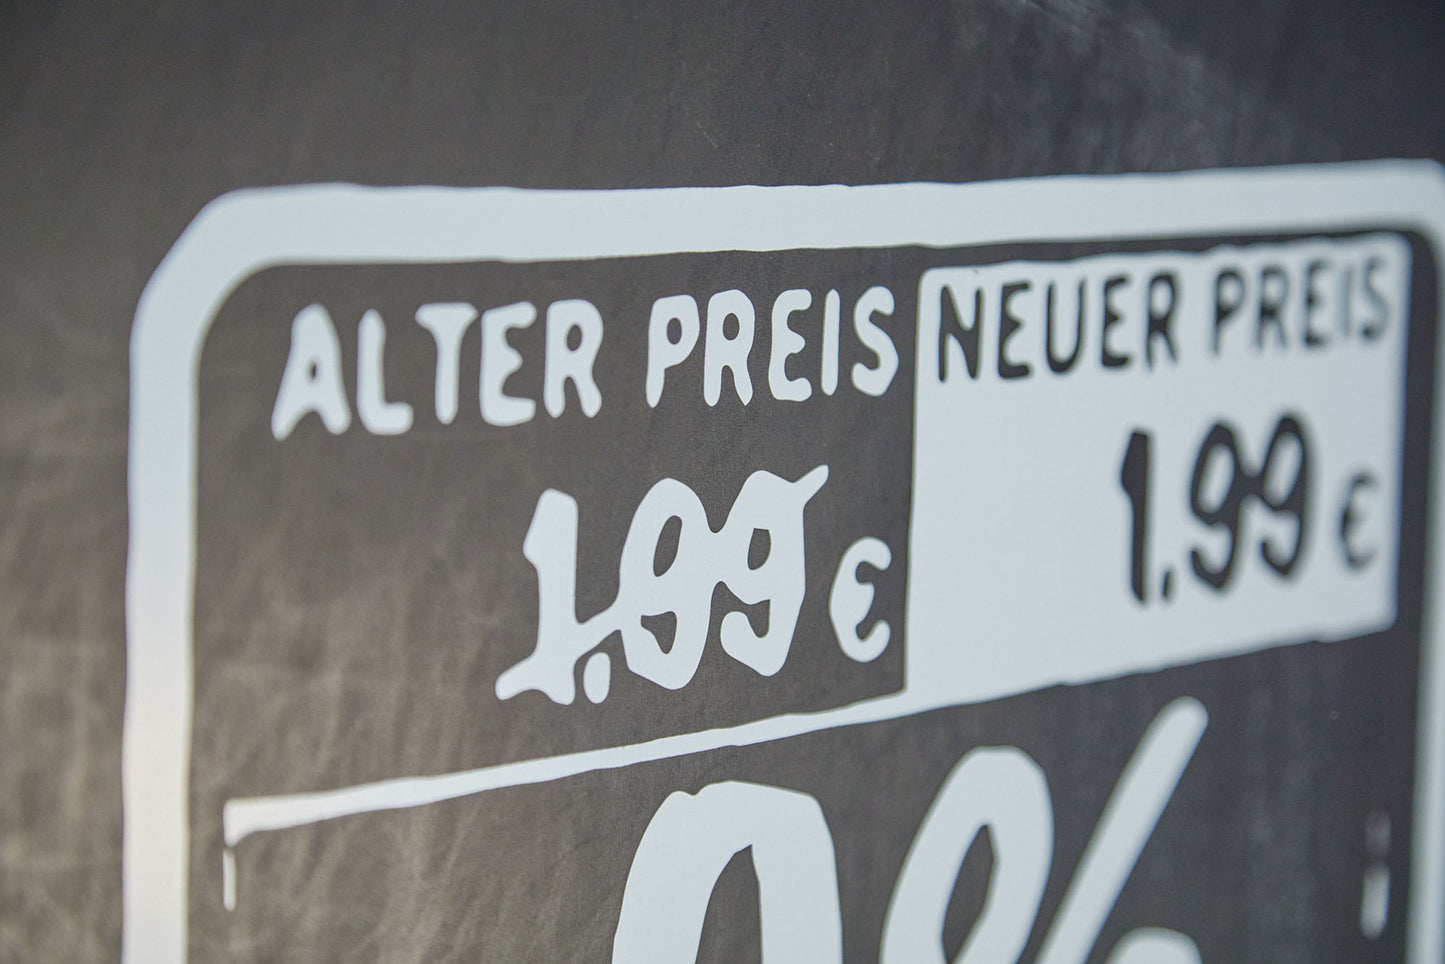 ALTER PREIS
1.99 €
NEUER PREIS
1.99 €
0%